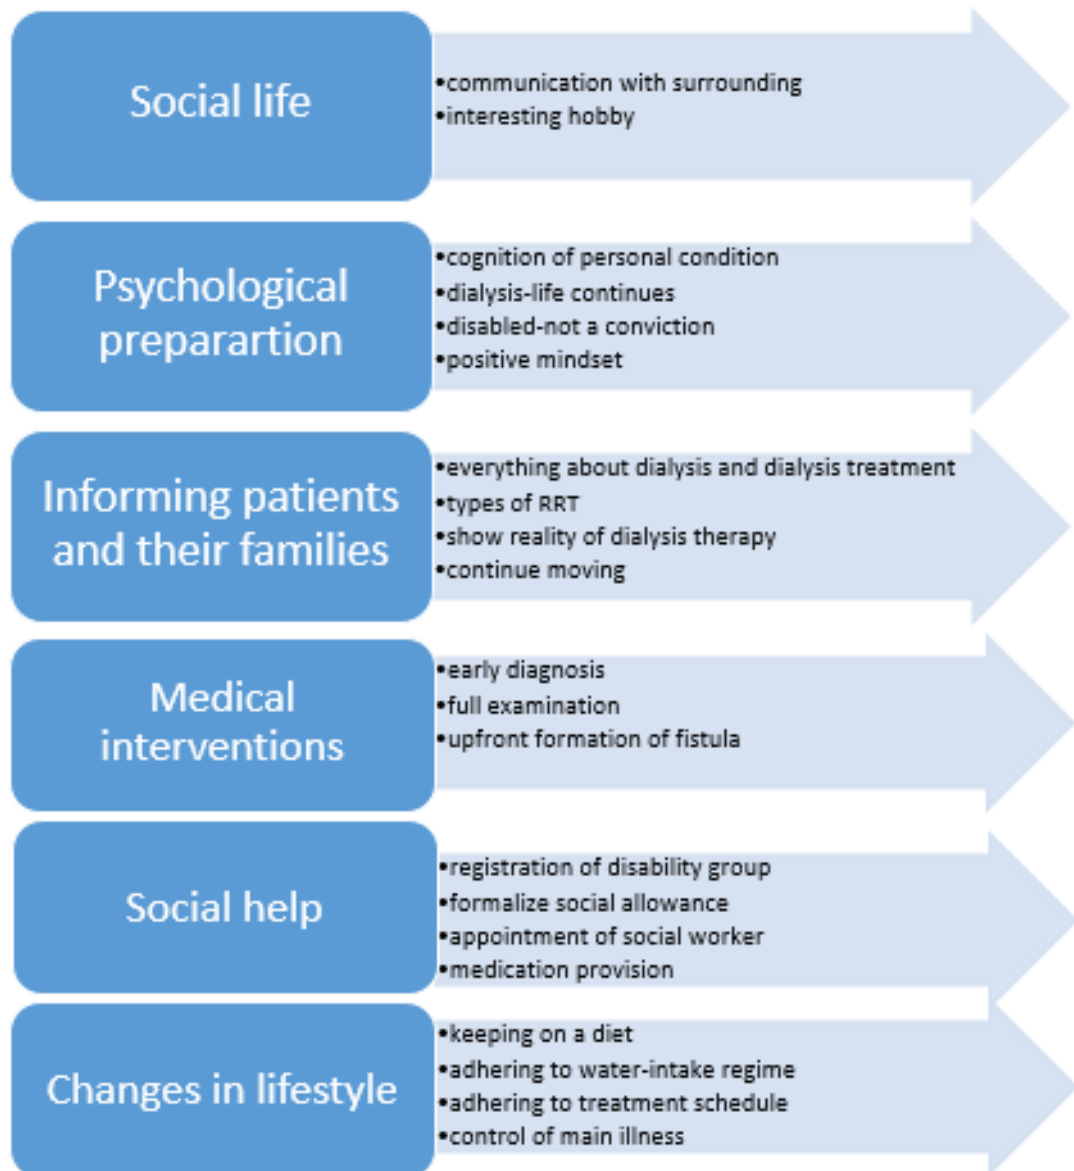 Social life
•communication with surrounding
•interesting hobby
Psychological
preparartion
•cognition of personal condition
•dialysis-life continues
•disabled-not a conviction
•positive mindset
Informing patients
and their families
•everything about dialysis and dialysis treatment
•types of RRT
•show reality of dialysis therapy
•continue moving
Medical
interventions
•early diagnosis
•full examination
•upfront formation of fistula
Social help
•registration of disability group
•formalize social allowance
•appointment of social worker
•medication provision
Changes in lifestyle
•keeping on a diet
•adhering to water-intake regime
•adhering to treatment schedule
•control of main illness